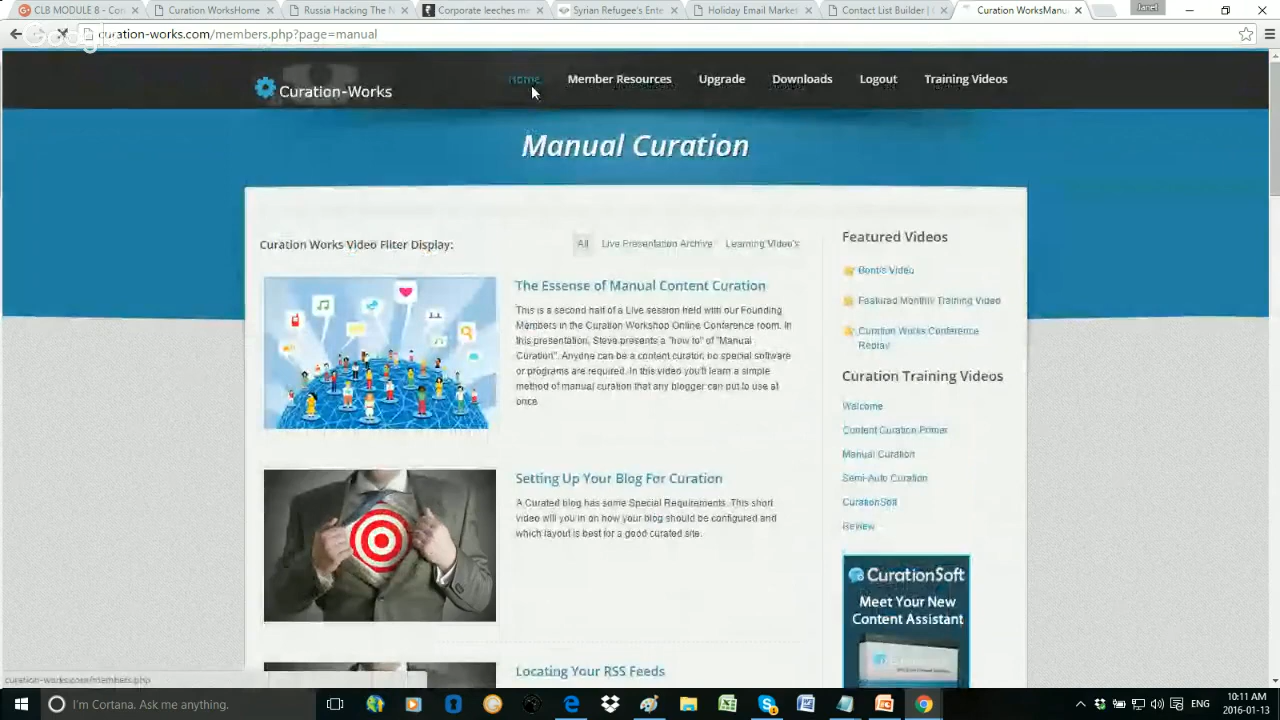 CLB MODULE 8 - Con
Curation WorksHome
Russia Hacking The N
Corporate leeches me
Syrian Refugee's Ente
Holiday Email Market
Contact List Builder |
Curation WorksManu
curation-works.com/members.php?page=manual
Curation-Works
Home
Member Resources
Upgrade
Downloads
Logout
Training Videos
Manual Curation
Curation Works Video Fliter Display:
All
Live Presentation Archive
Learning Video's
The Essense of Manual Content Curation
This is a second half of a Live session held with our Founding
Members in the Curation Workshop Online Conference room. In
this presentation, Steve presents a "how to" of "Manual
Curation". Anyone can be a content curator, no special software
or programs are required. In this video you'll learn a simple
method of manual curation that any blogger can put to use at
once.
Setting Up Your Blog For Curation
A Curated blog has some Special Requirements. This short
video will you in on how your blog should be configured and
which layout is best for a good curated site.
Locating Your RSS Feeds
Featured Videos
Video
Featured Monthly Training Video
Curation Works Conference
Replay
Curation Training Videos
Welcome
Content Curation Primer
Manual Curation
Semi-Auto Curation
CurationSoft
Review
CurationSoft
Meet Your New
Content Assistant
curation-works.com/members.php
I'm Cortana. Ask me anything.
ENG
10:11 AM
2016-01-13